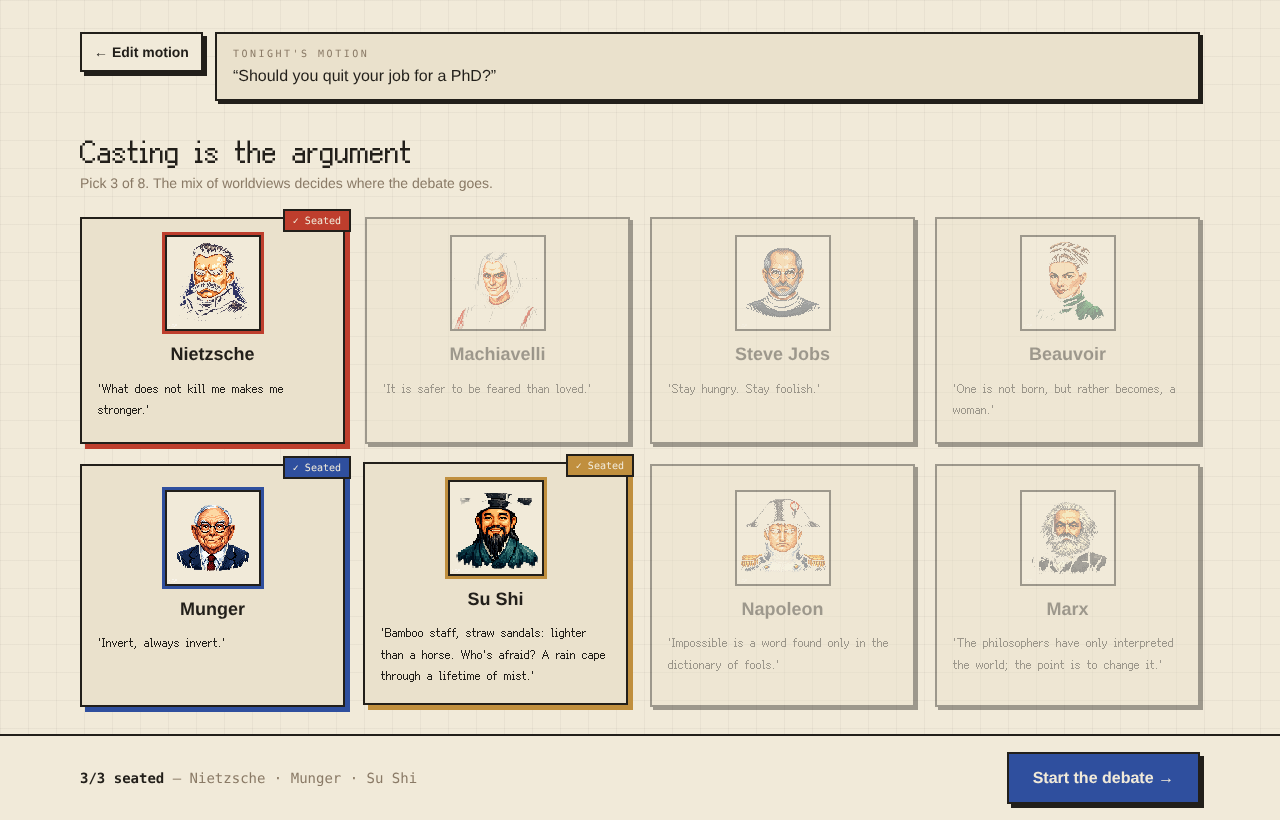 ← Edit motion
TONIGHT'S MOTION
“Should you quit your job for a PhD?”
Casting is the argument
Pick 3 of 8. The mix of worldviews decides where the debate goes.
✓ Seated
Nietzsche
'What does not kill me makes me
stronger.'
Machiavelli
'It is safer to be feared than loved.'
Steve Jobs
'Stay hungry. Stay foolish.'
Beauvoir
'One is not born, but rather becomes, a
woman.'
✓ Seated
Munger
'Invert, always invert.'
✓ Seated
Su Shi
'Bamboo staff, straw sandals: lighter
than a horse. Who's afraid? A rain cape
through a lifetime of mist.'
Napoleon
'Impossible is a word found only in the
dictionary of fools.'
Marx
'The philosophers have only interpreted
the world; the point is to change it.'
3/3 seated — Nietzsche · Munger · Su Shi
Start the debate →